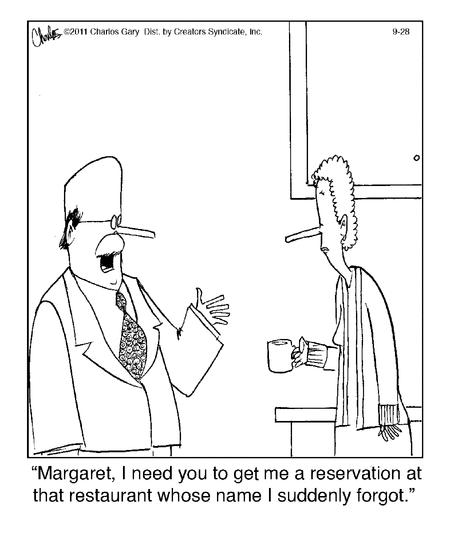 Charles ©2011 Charlos Gary Dist. by Creators Syndicate, Inc. 9-28
“Margaret, I need you to get me a reservation at
that restaurant whose name I suddenly forgot.”